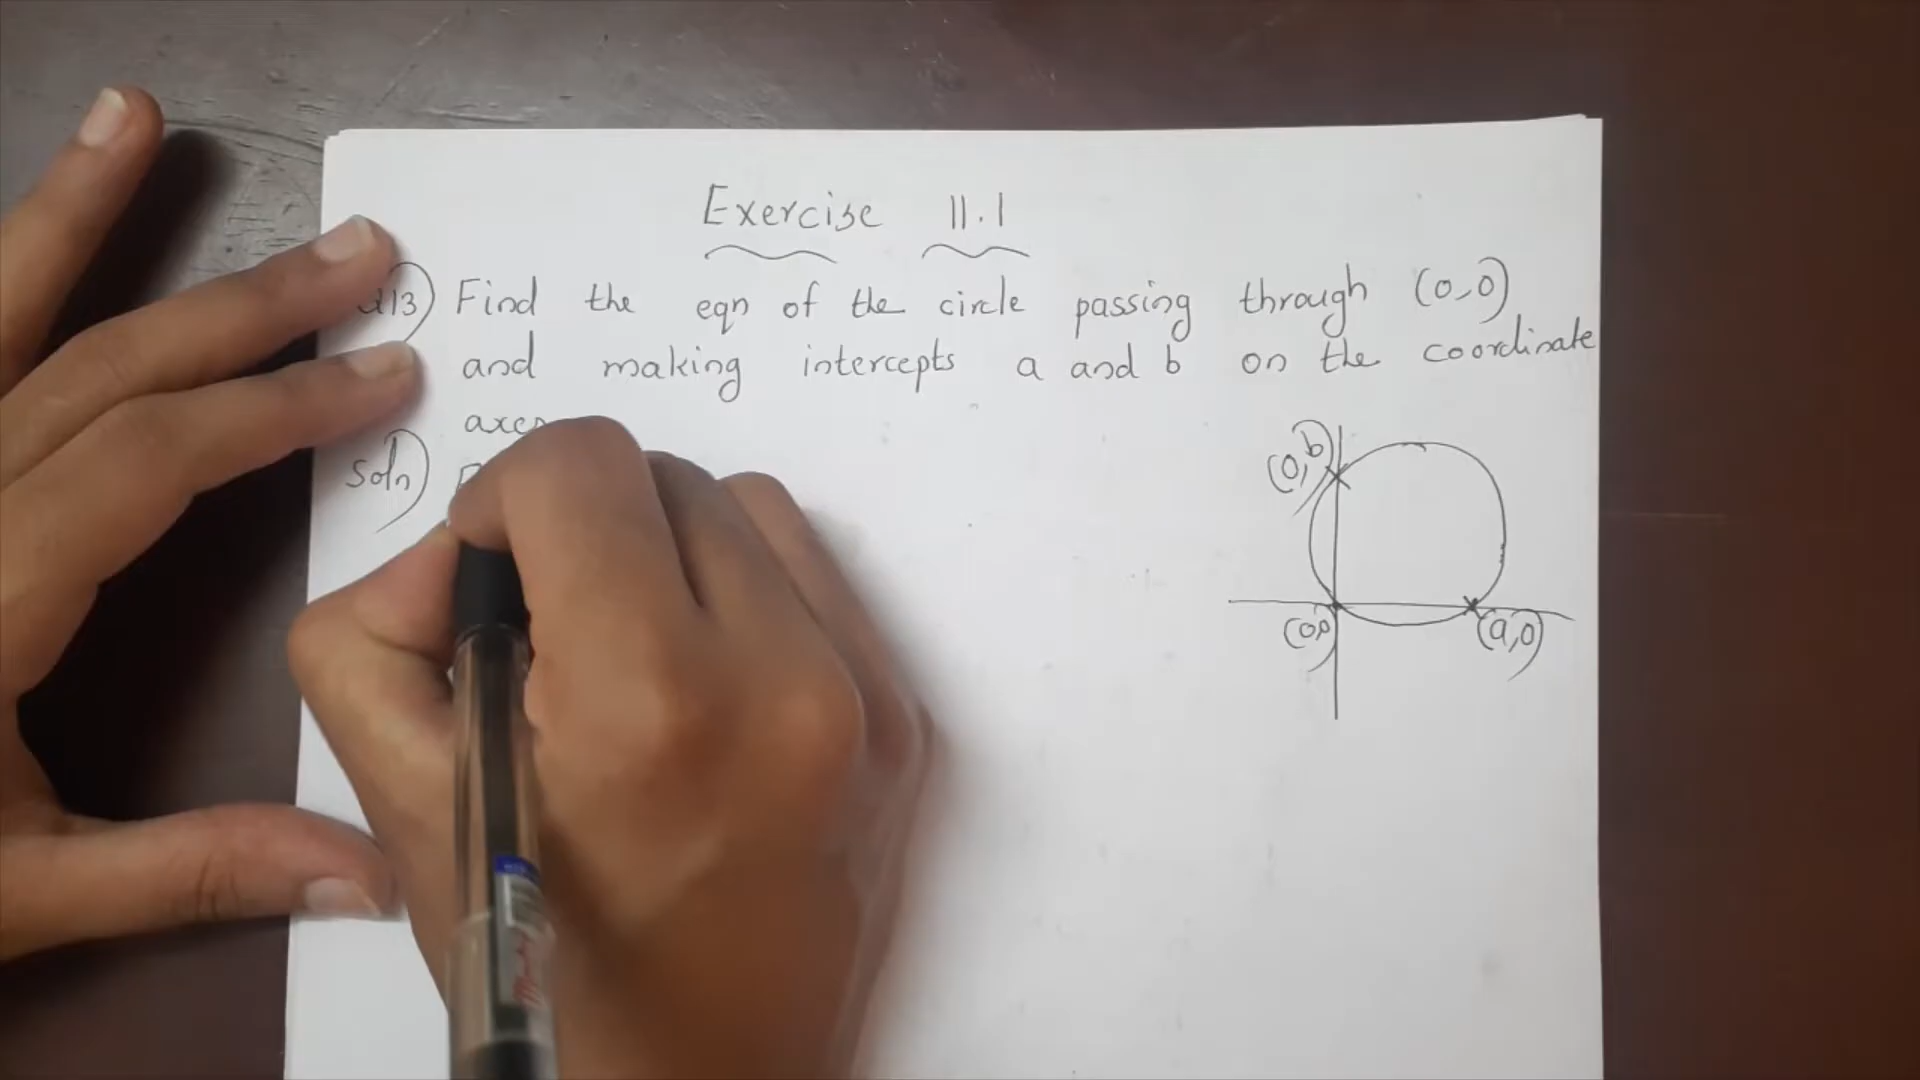 Exercise 11.1
Q13) Find the eqn of the circle passing through (0,0)
and making intercepts a and b on the coordinate
axes
Soln)
(0,b)
(0,0)
(a,0)